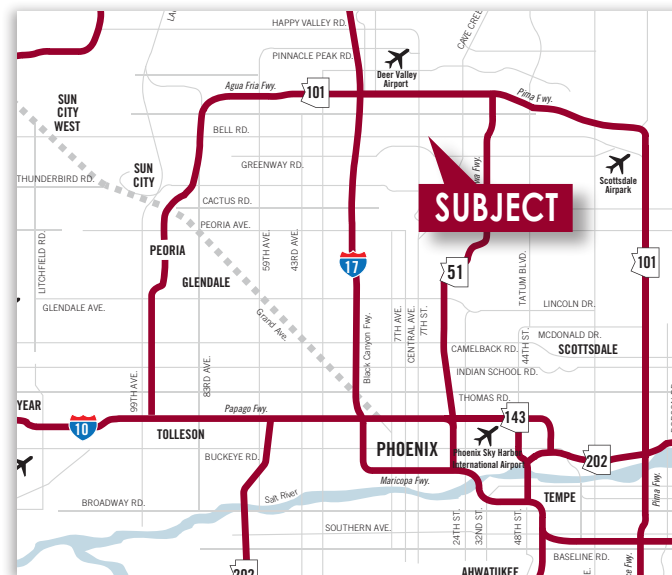 HAPPY VALLEY RD.
CAVE CREE
PINNACLE PEAK RD.
Deer Valley
Airport
Agua Fria Fwy.
101
Pima Fwy.
SUN
CITY
WEST
BELL RD.
GREENWAY RD.
SUN
CITY
THUNDERBIRD RD.
Scottsdale
Airpark
CACTUS RD.
SUBJECT
PEORIA AVE.
LITCHFIELD RD.
PEORIA
59TH AVE.
43RD AVE.
17
51
101
GLENDALE
TATUM BLVD.
GLENDALE AVE.
LINCOLN DR.
Grand Ave.
Black Canyon Fwy.
7TH AVE.
CENTRAL AVE.
7TH ST.
44TH ST.
MCDONALD DR.
CAMELBACK RD.
SCOTTSDALE
INDIAN SCHOOL RD.
99TH AVE.
83RD AVE.
THOMAS RD.
YEAR
Papago Fwy.
143
10
TOLLESON
PHOENIX
Phoenix Sky Harbor
International Airport
202
BUCKEYE RD.
Maricopa Fwy.
Pima Fwy.
Salt River
TEMPE
BROADWAY RD.
24TH ST.
32ND ST.
48TH ST.
SOUTHERN AVE.
BASELINE RD.
202
AHWATUKEE